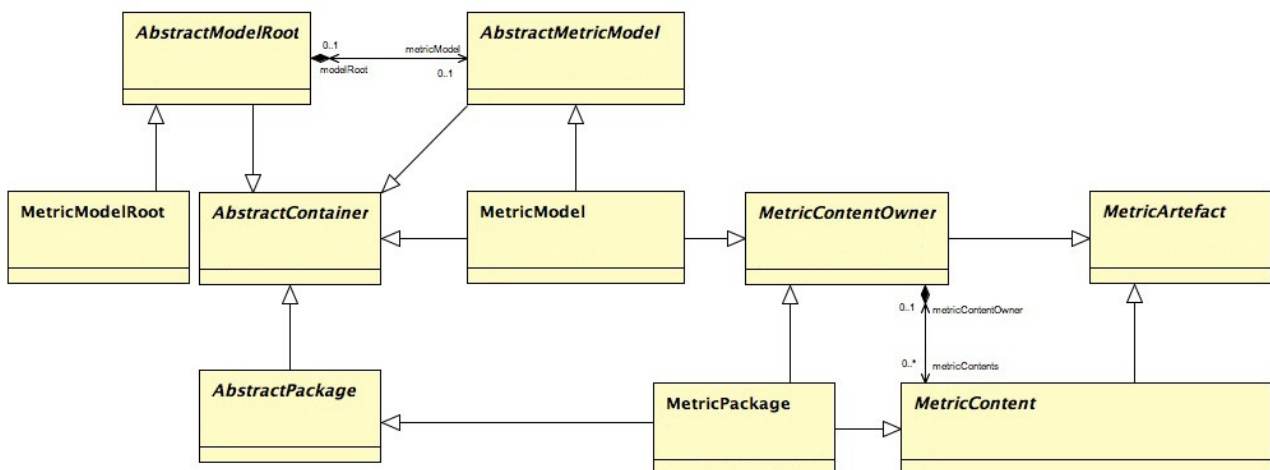 AbstractModelRoot
AbstractMetricModel
0..1
metricModel
modelRoot
0..1
MetricModelRoot
AbstractContainer
MetricModel
MetricContentOwner
MetricArtefact
0..1
metricContentOwner
0..*
metricContents
AbstractPackage
MetricPackage
MetricContent